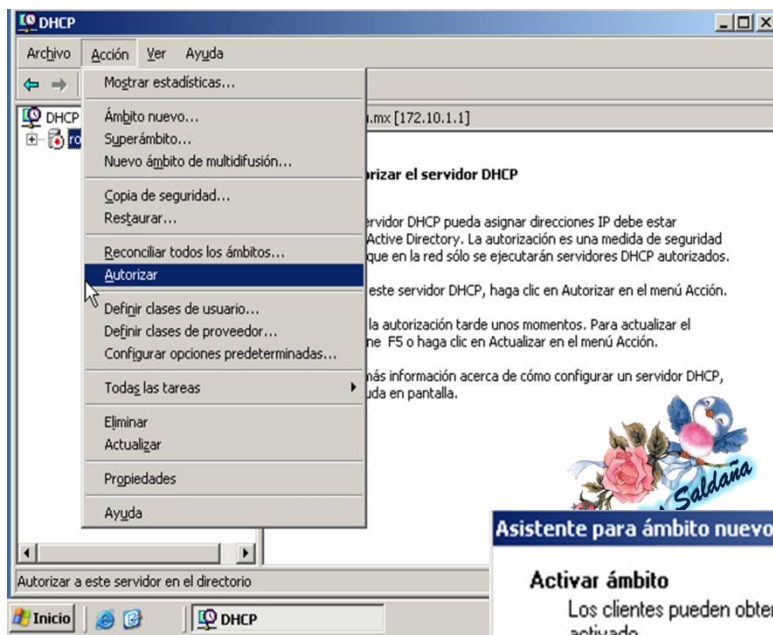 DHCP
Archivo Acción Ver Ayuda
Mostrar estadísticas...
Ámbito nuevo...
Superámbito...
Nuevo ámbito de multidifusión...
Copia de seguridad...
Restaurar...
Reconciliar todos los ámbitos...
Autorizar
Definir clases de usuario...
Definir clases de proveedor...
Configurar opciones predeterminadas...
Todas las tareas
Eliminar
Actualizar
Propiedades
Ayuda
DHCP
ro
.mx [172.10.1.1]
rizar el servidor DHCP
ervidor DHCP pueda asignar direcciones IP debe estar
Active Directory. La autorización es una medida de seguridad
que en la red sólo se ejecutarán servidores DHCP autorizados.
este servidor DHCP, haga clic en Autorizar en el menú Acción.
la autorización tarde unos momentos. Para actualizar el
ne F5 o haga clic en Actualizar en el menú Acción.
más información acerca de cómo configurar un servidor DHCP,
uda en pantalla.
Saldaña
Autorizar a este servidor en el directorio
Asistente para ámbito nuevo
Activar ámbito
Los clientes pueden obter
activado
Inicio DHCP